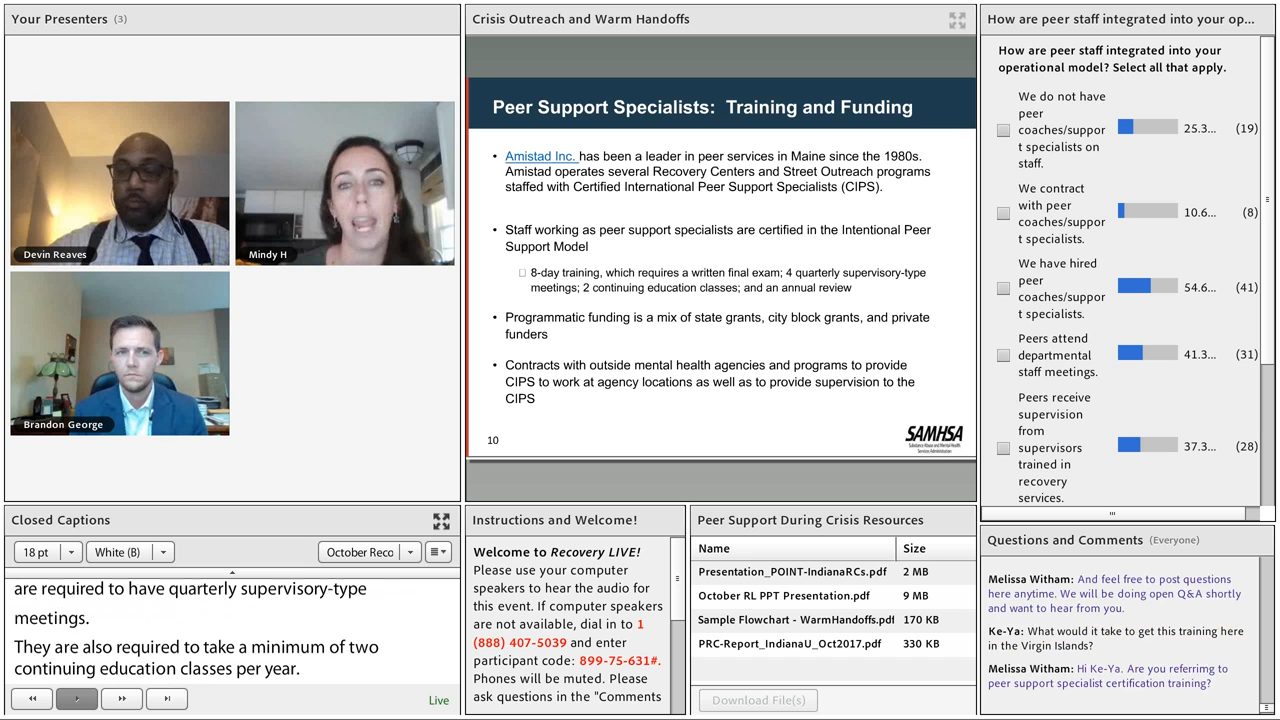 Your Presenters (3)
Devin Reaves
Mindy H
Brandon George
Crisis Outreach and Warm Handoffs
Peer Support Specialists: Training and Funding
• Amistad Inc. has been a leader in peer services in Maine since the 1980s.
Amistad operates several Recovery Centers and Street Outreach programs
staffed with Certified International Peer Support Specialists (CIPS).
• Staff working as peer support specialists are certified in the Intentional Peer
Support Model
8-day training, which requires a written final exam; 4 quarterly supervisory-type
meetings; 2 continuing education classes; and an annual review
• Programmatic funding is a mix of state grants, city block grants, and private
funders
• Contracts with outside mental health agencies and programs to provide
CIPS to work at agency locations as well as to provide supervision to the
CIPS
10
SAMHSA
Substance Abuse and Mental Health
Services Administration
How are peer staff integrated into your op...
How are peer staff integrated into your
operational model? Select all that apply.
We do not have
peer
coaches/suppor
t specialists on
staff.
25.3... (19)
We contract
with peer
coaches/suppor
t specialists.
10.6... (8)
We have hired
peer
coaches/suppor
t specialists.
54.6... (41)
Peers attend
departmental
staff meetings.
41.3... (31)
Peers receive
supervision
from
supervisors
trained in
recovery
services.
37.3... (28)
Closed Captions
18 pt White (B) October Reco
are required to have quarterly supervisory-type
meetings.
They are also required to take a minimum of two
continuing education classes per year.
Live
Instructions and Welcome!
Welcome to Recovery LIVE!
Please use your computer
speakers to hear the audio for
this event. If computer speakers
are not available, dial in to 1
(888) 407-5039 and enter
participant code: 899-75-631#.
Phones will be muted. Please
ask questions in the "Comments
Peer Support During Crisis Resources
Name Size
Presentation_POINT-IndianaRCs.pdf 2 MB
October RL PPT Presentation.pdf 9 MB
Sample Flowchart - WarmHandoffs.pdf 170 KB
PRC-Report_IndianaU_Oct2017.pdf 330 KB
Download File(s)
Questions and Comments (Everyone)
Melissa Witham: And feel free to post questions
here anytime. We will be doing open Q&A shortly
and want to hear from you.
Ke-Ya: What would it take to get this training here
in the Virgin Islands?
Melissa Witham: Hi Ke-Ya. Are you referring to
peer support specialist certification training?